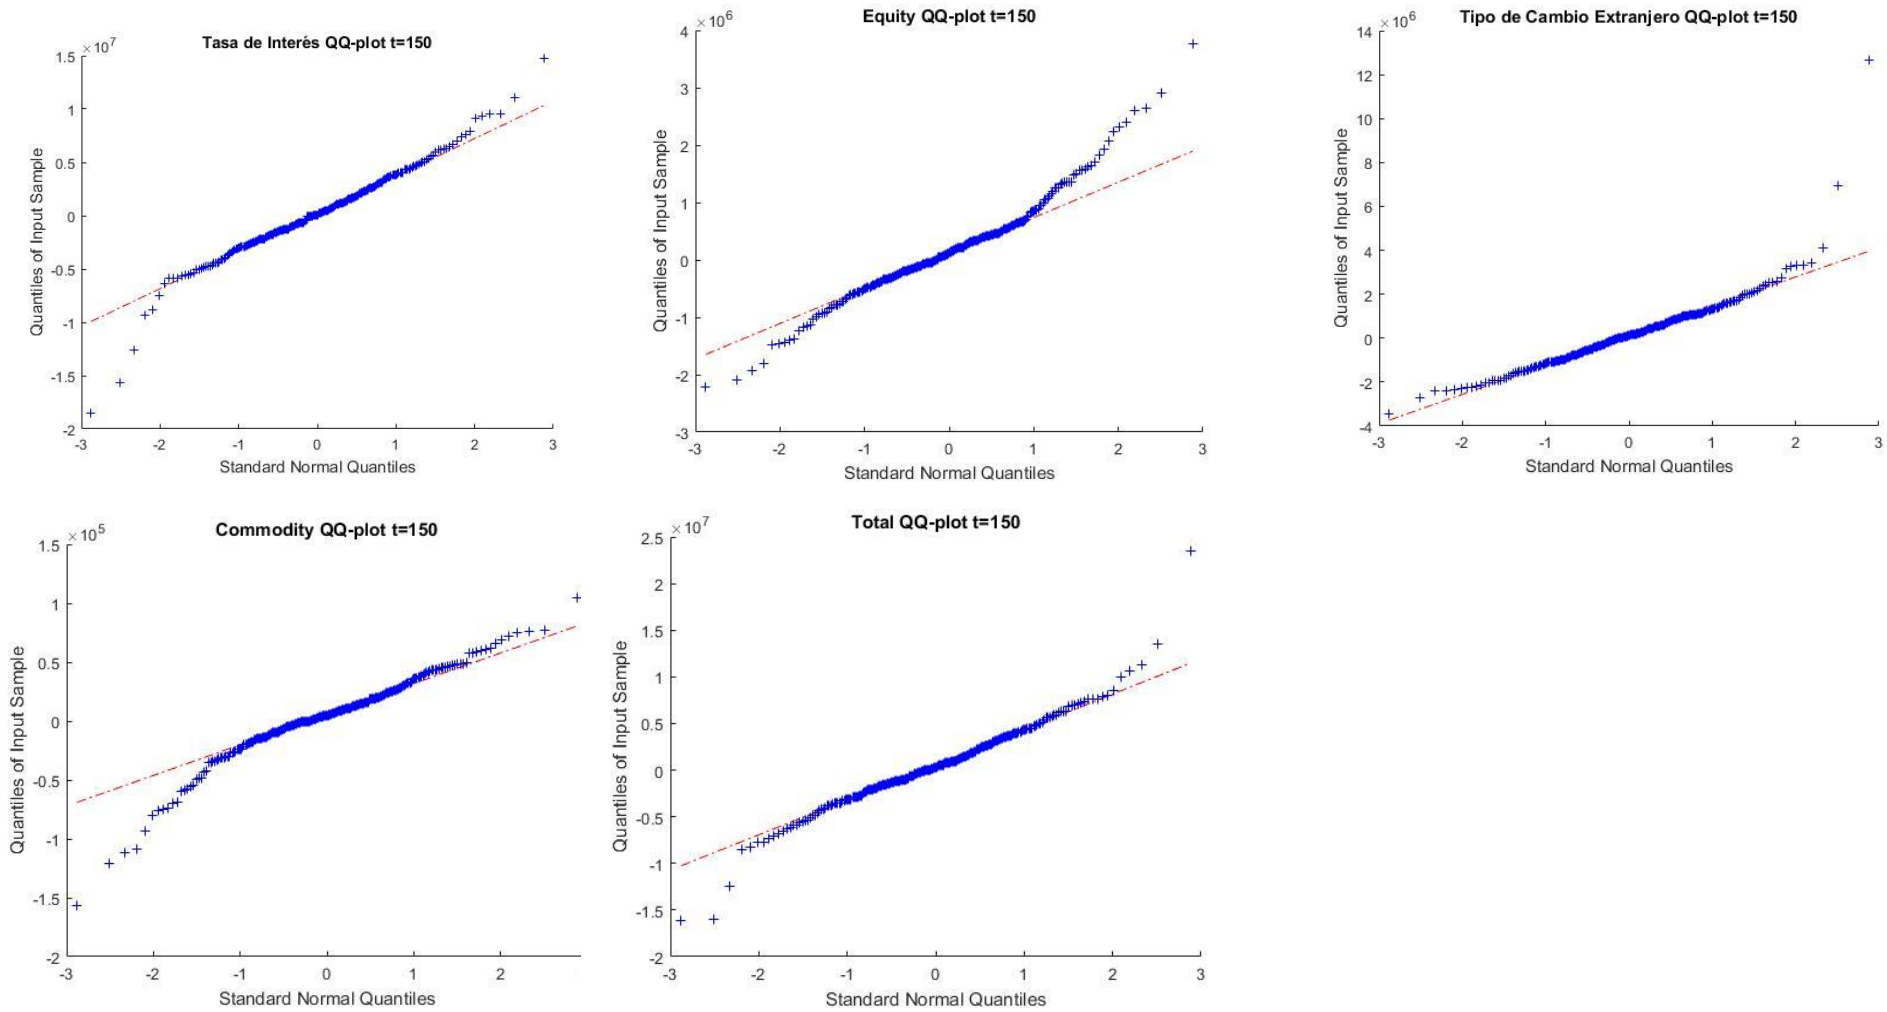 Tasa de Interés QQ-plot t=150
×10^7
1.5
1
0.5
0
-0.5
-1
-1.5
-2
-3 -2 -1 0 1 2 3
Quantiles of Input Sample
Standard Normal Quantiles
Equity QQ-plot t=150
×10^6
4
3
2
1
0
-1
-2
-3
-3 -2 -1 0 1 2 3
Quantiles of Input Sample
Standard Normal Quantiles
Tipo de Cambio Extranjero QQ-plot t=150
×10^6
14
12
10
8
6
4
2
0
-2
-4
-3 -2 -1 0 1 2 3
Quantiles of Input Sample
Standard Normal Quantiles
Commodity QQ-plot t=150
×10^5
1.5
1
0.5
0
-0.5
-1
-1.5
-2
-3 -2 -1 0 1 2
Quantiles of Input Sample
Standard Normal Quantiles
Total QQ-plot t=150
×10^7
2.5
2
1.5
1
0.5
0
-0.5
-1
-1.5
-2
-3 -2 -1 0 1 2 3
Quantiles of Input Sample
Standard Normal Quantiles